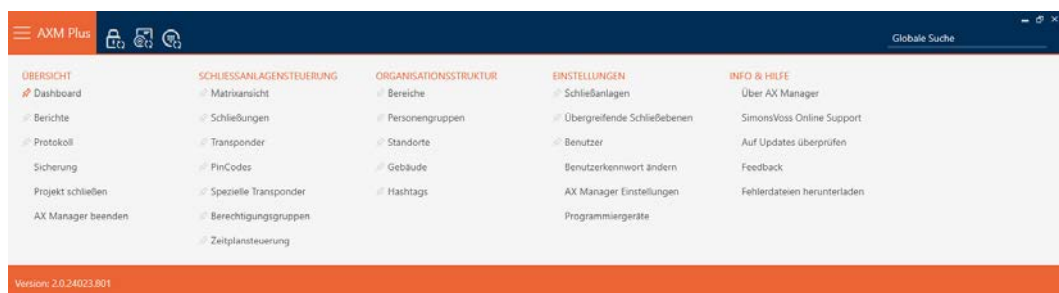 AXM Plus
Globale Suche
ÜBERSICHT
Dashboard
Berichte
Protokoll
Sicherung
Projekt schließen
AX Manager beenden
SCHLIESSANLAGENSTEUERUNG
Matrixansicht
Schließungen
Transponder
PinCodes
Spezielle Transponder
Berechtigungsgruppen
Zeitplansteuerung
ORGANISATIONSSTRUKTUR
Bereiche
Personengruppen
Standorte
Gebäude
Hashtags
EINSTELLUNGEN
Schließanlagen
Übergreifende Schließebenen
Benutzer
Benutzerkennwort ändern
AX Manager Einstellungen
Programmiergeräte
INFO & HILFE
Über AX Manager
SimonsVoss Online Support
Auf Updates überprüfen
Feedback
Fehlerdateien herunterladen
Version: 2.0.24023.801